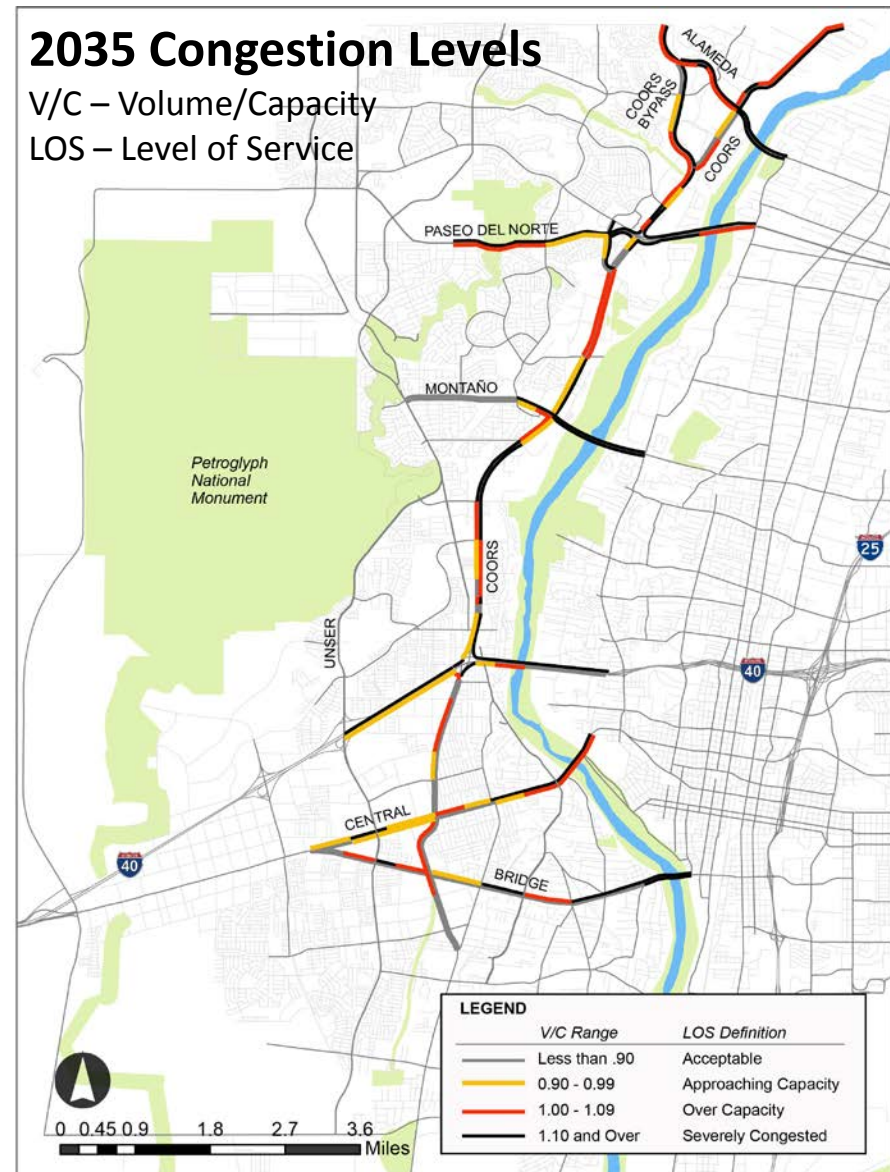 2035 Congestion Levels
V/C – Volume/Capacity
LOS – Level of Service
ALAMEDA
COORS
BYPASS
COORS
PASEO DEL NORTE
MONTAÑO
Petroglyph
National
Monument
25
COORS
UNSER
40
CENTRAL
40
BRIDGE
LEGEND
V/C Range LOS Definition
Less than .90 Acceptable
0.90 - 0.99 Approaching Capacity
1.00 - 1.09 Over Capacity
1.10 and Over Severely Congested
0 0.45 0.9 1.8 2.7 3.6
Miles